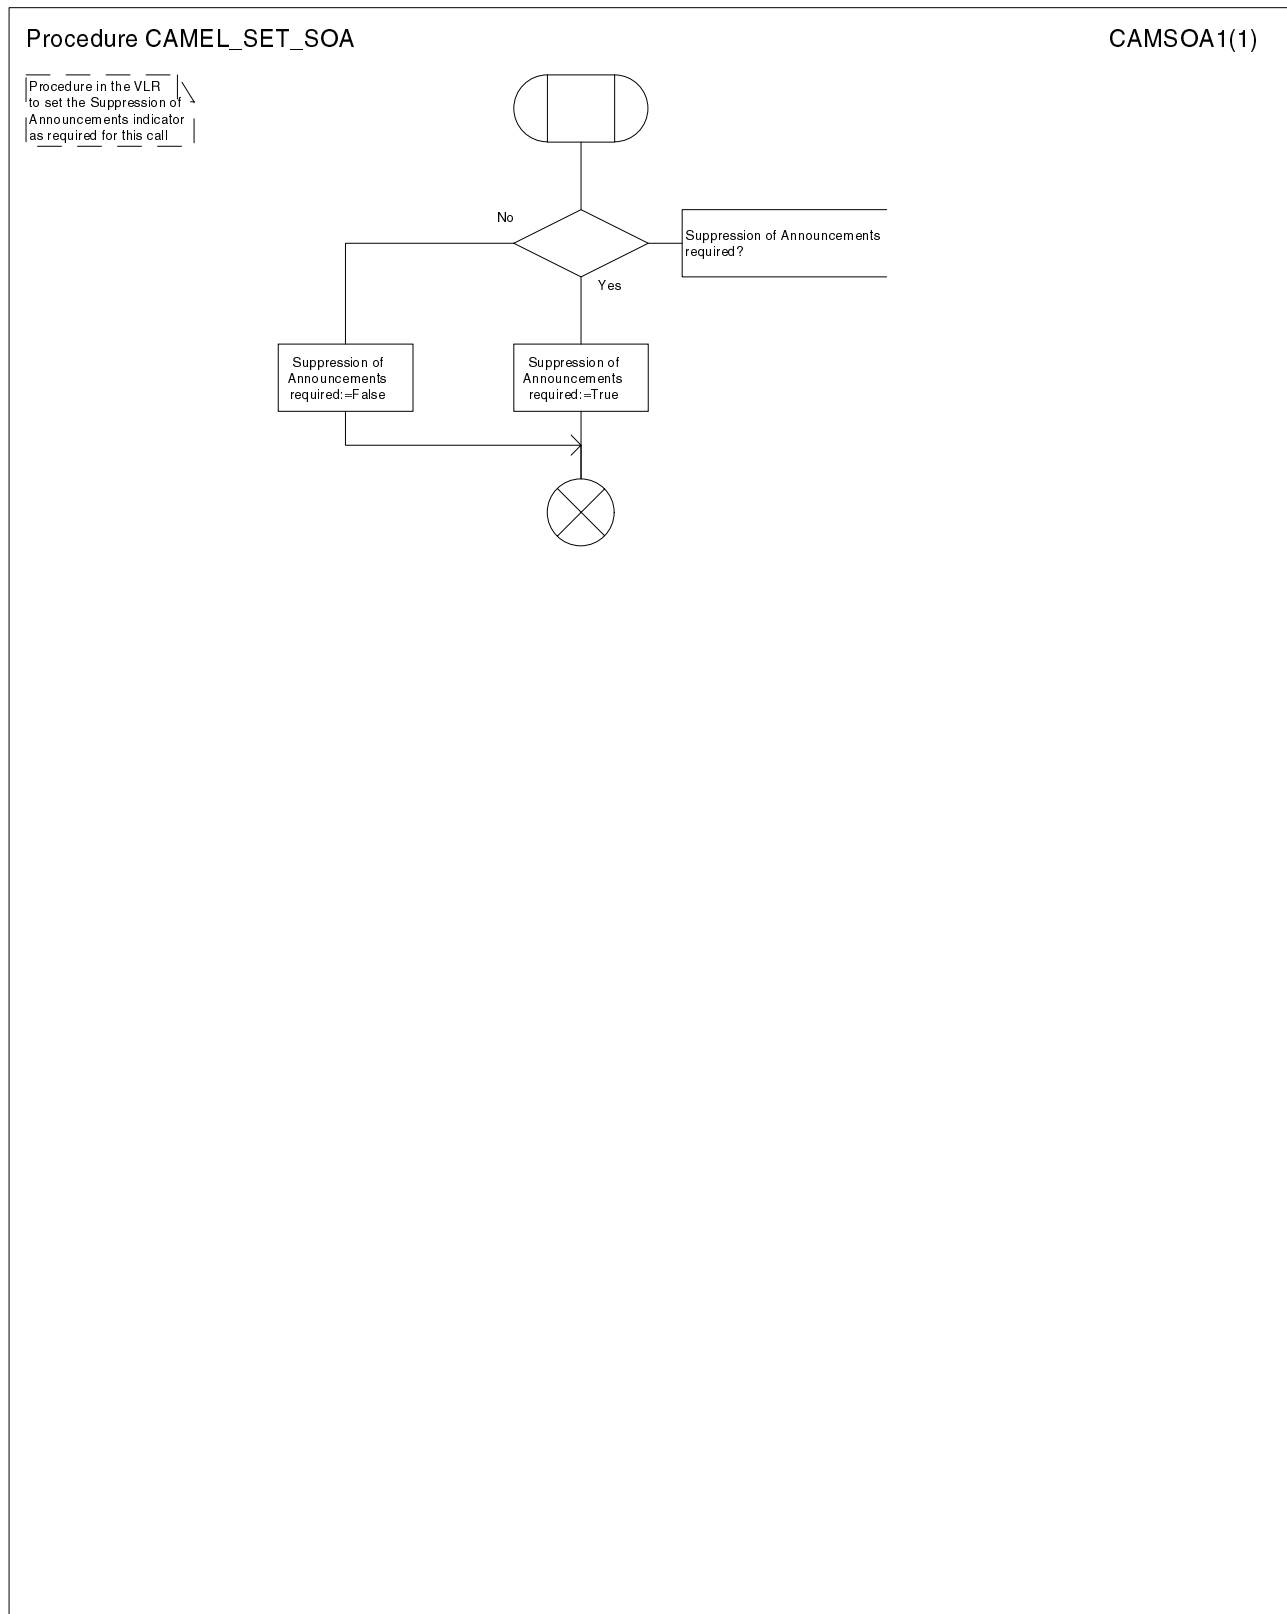 Procedure CAMEL_SET_SOA
CAMSOA1(1)
Procedure in the VLR
to set the Suppression of
Announcements indicator
as required for this call
No
Suppression of Announcements
required?
Yes
Suppression of
Announcements
required:=False
Suppression of
Announcements
required:=True